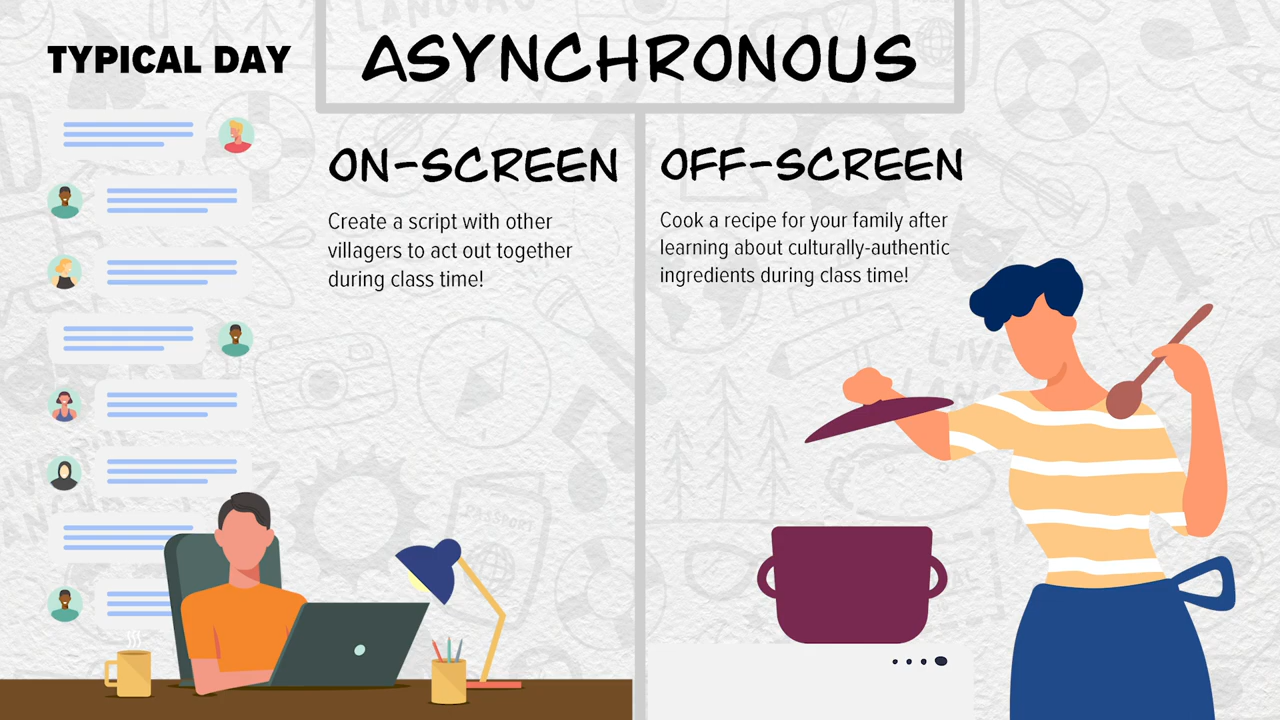 TYPICAL DAY
ASYNCHRONOUS
ON-SCREEN
Create a script with other
villagers to act out together
during class time!
OFF-SCREEN
Cook a recipe for your family after
learning about culturally-authentic
ingredients during class time!
PASSPORT